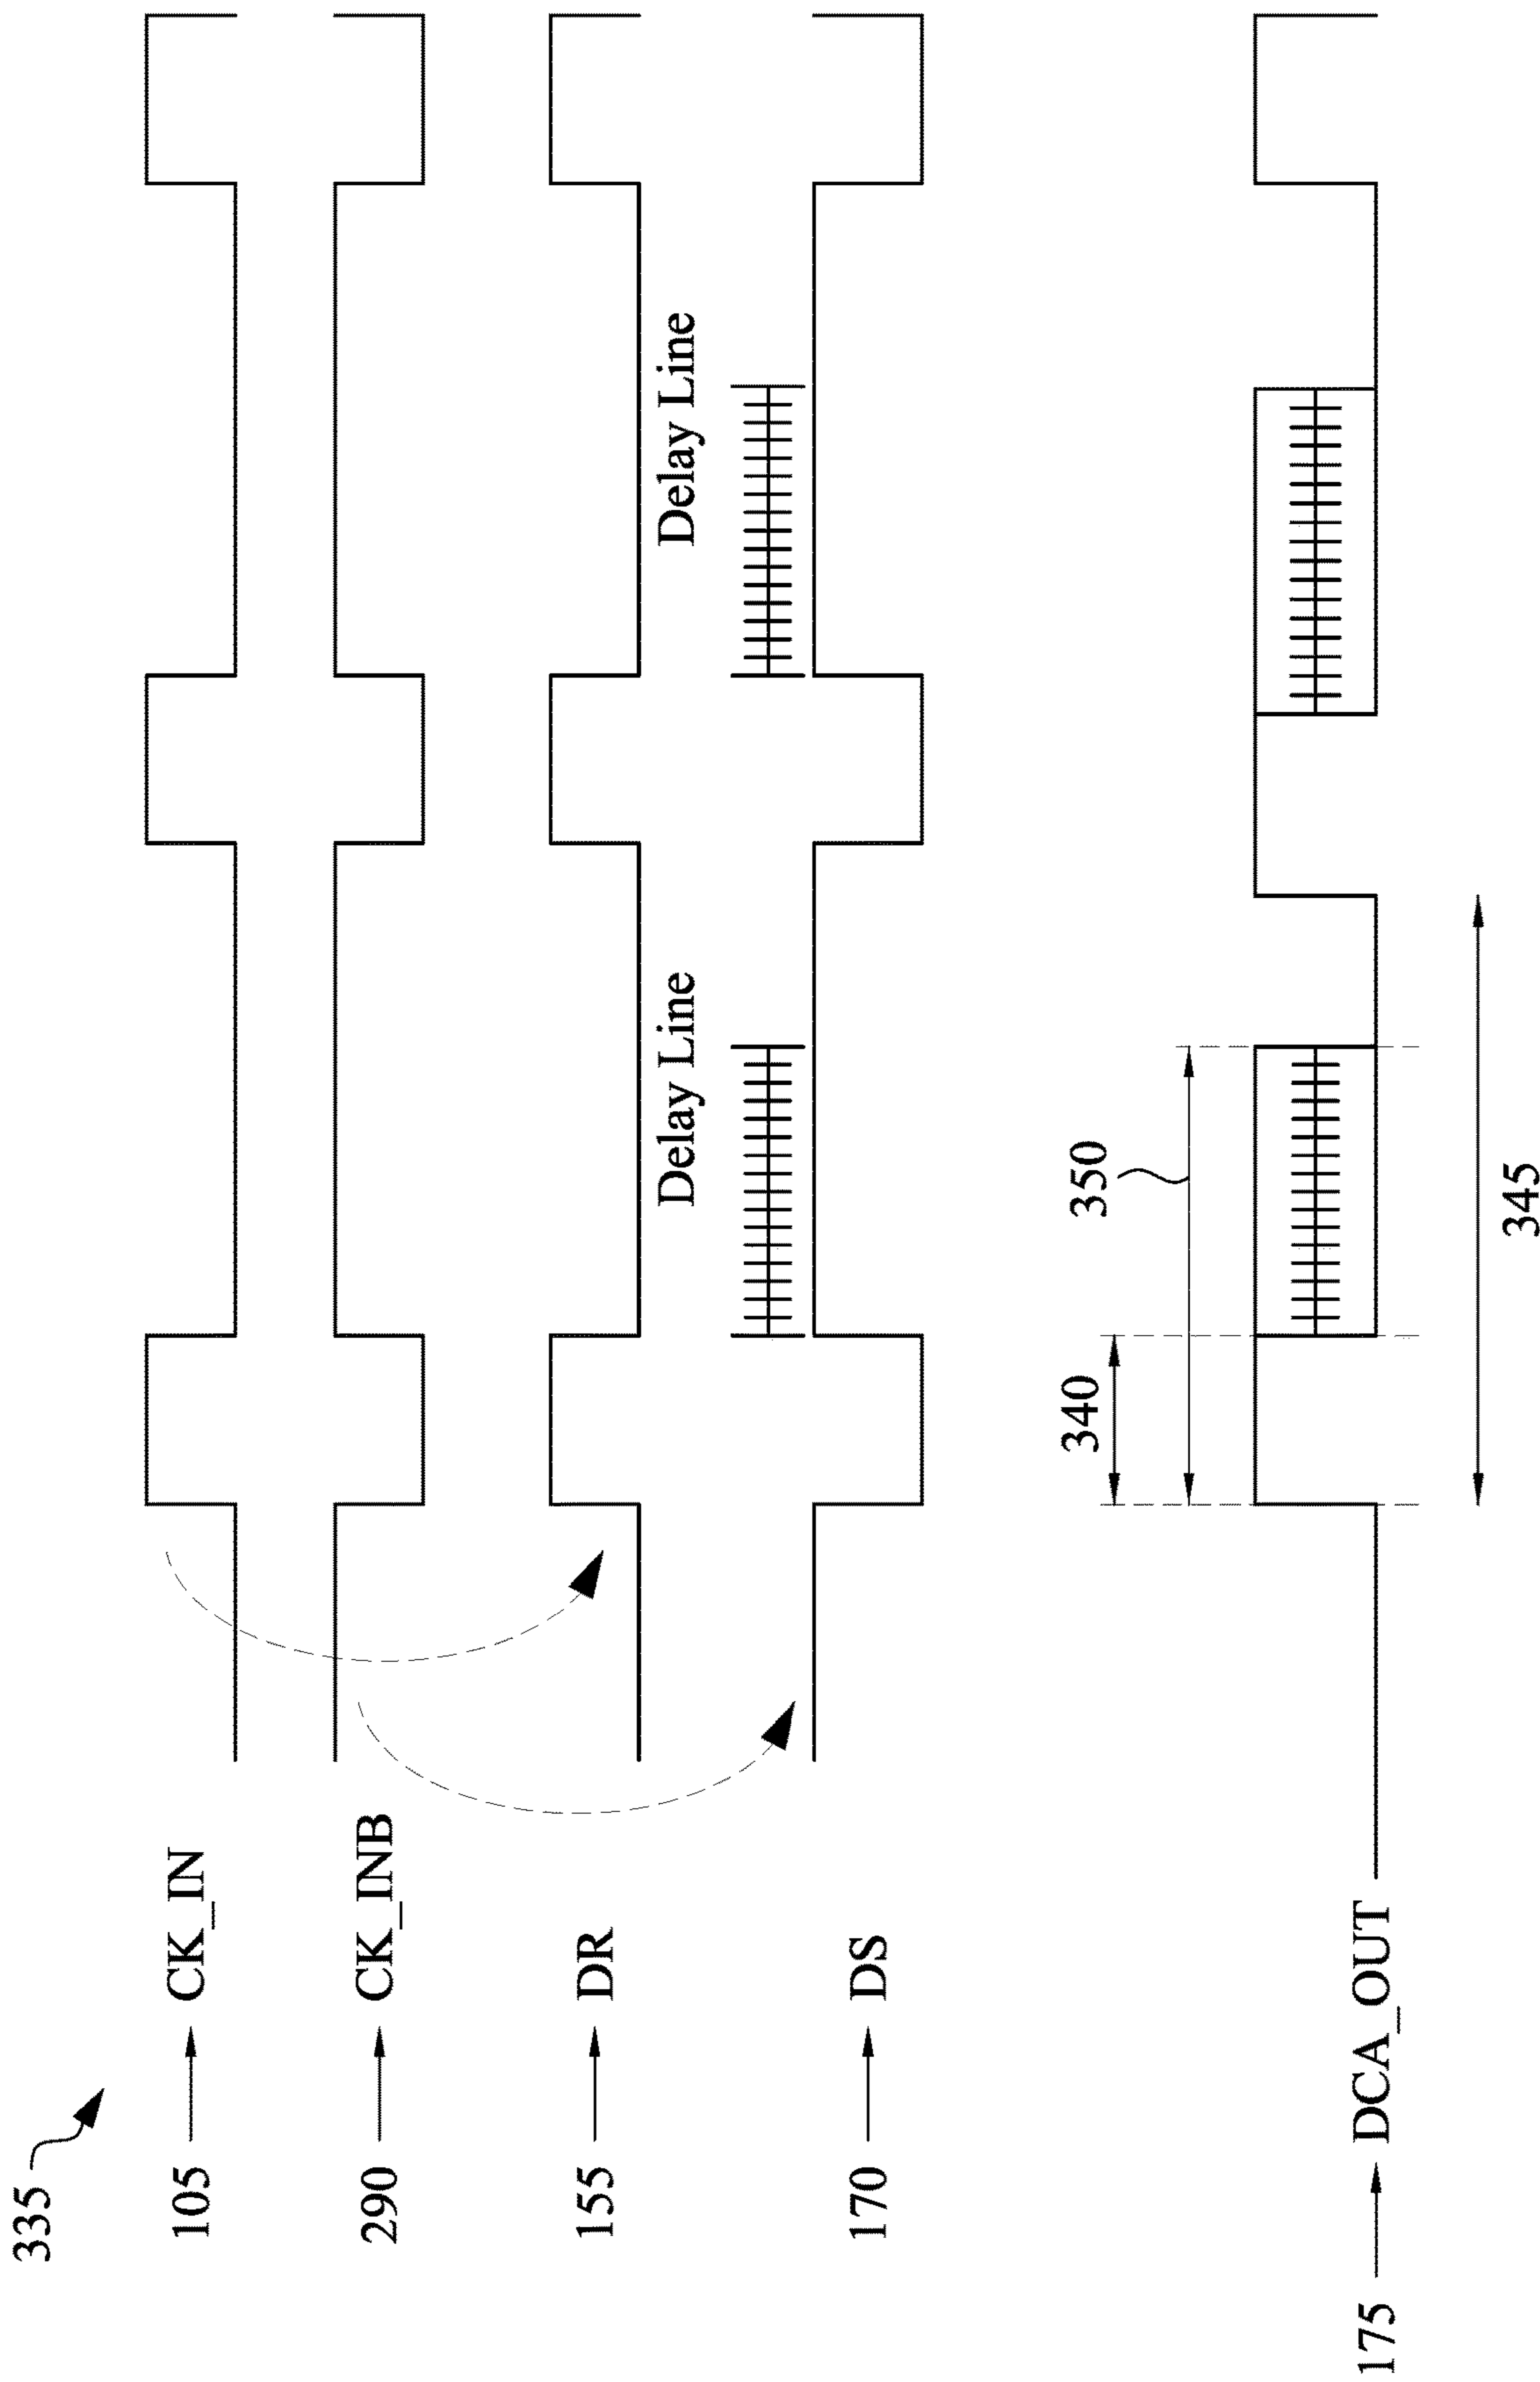 335
105 CK_IN
290 CK_INB
155 DR
Delay Line
Delay Line
170 DS
340
350
175 DCA_OUT
345